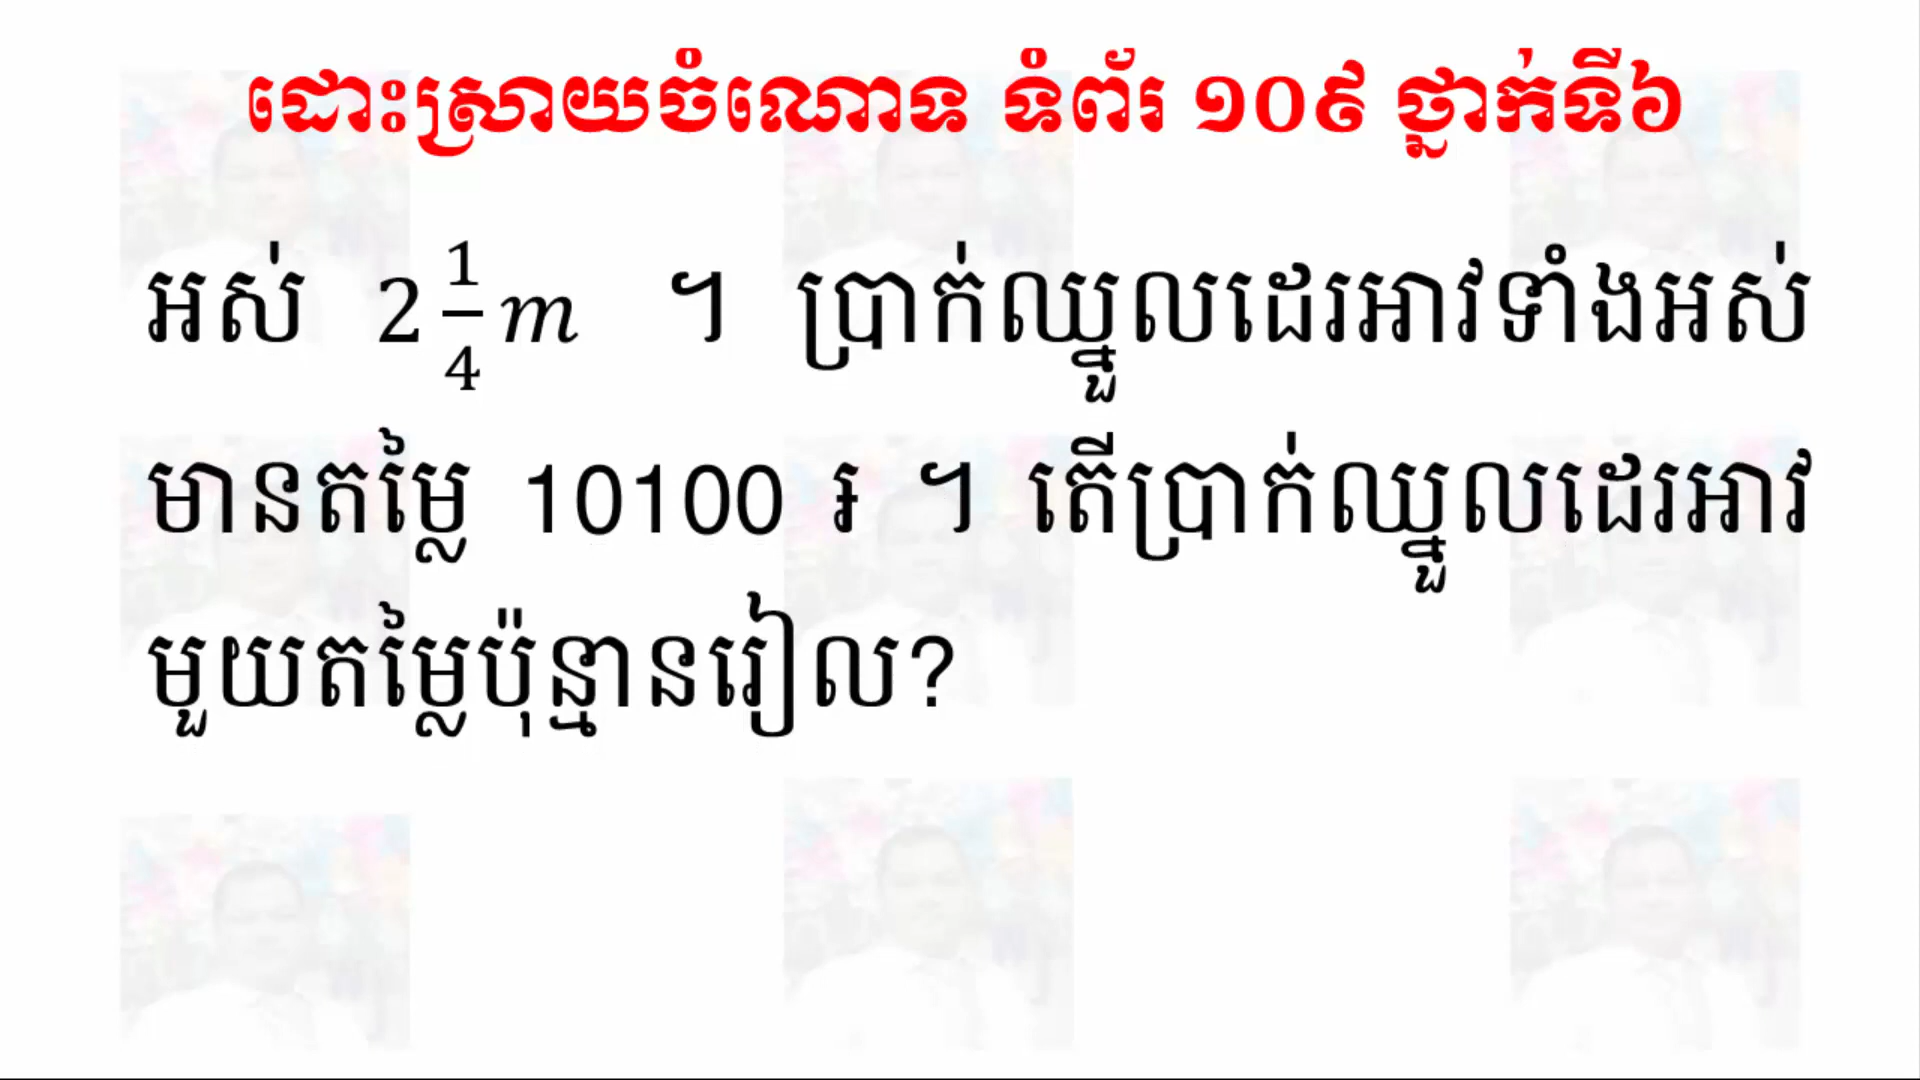 ដោះស្រាយចំណោទ ទំព័រ ១០៩ ថ្នាក់ទី៦
អស់ 2 1/4 m ។ ប្រាក់ឈ្នួលដេរអាវទាំងអស់
មានតម្លៃ 10100 ៛ ។ តើប្រាក់ឈ្នួលដេរអាវ
មួយតម្លៃប៉ុន្មានរៀល?